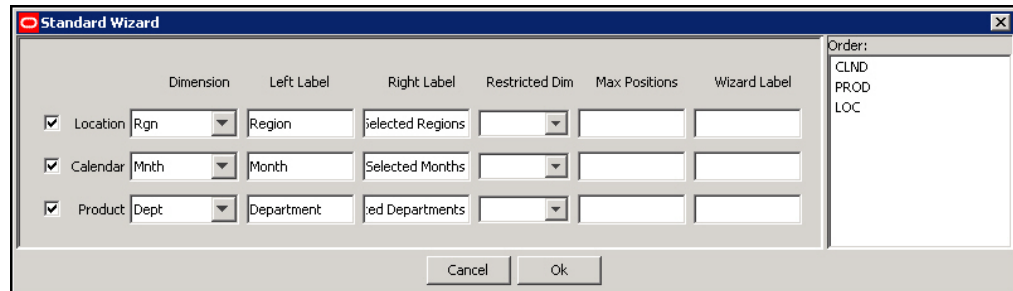 Standard Wizard
Order:
Dimension Left Label Right Label Restricted Dim Max Positions Wizard Label
CLND
PROD
LOC
Location Rgn Region Selected Regions
Calendar Mnth Month Selected Months
Product Dept Department ted Departments
Cancel Ok